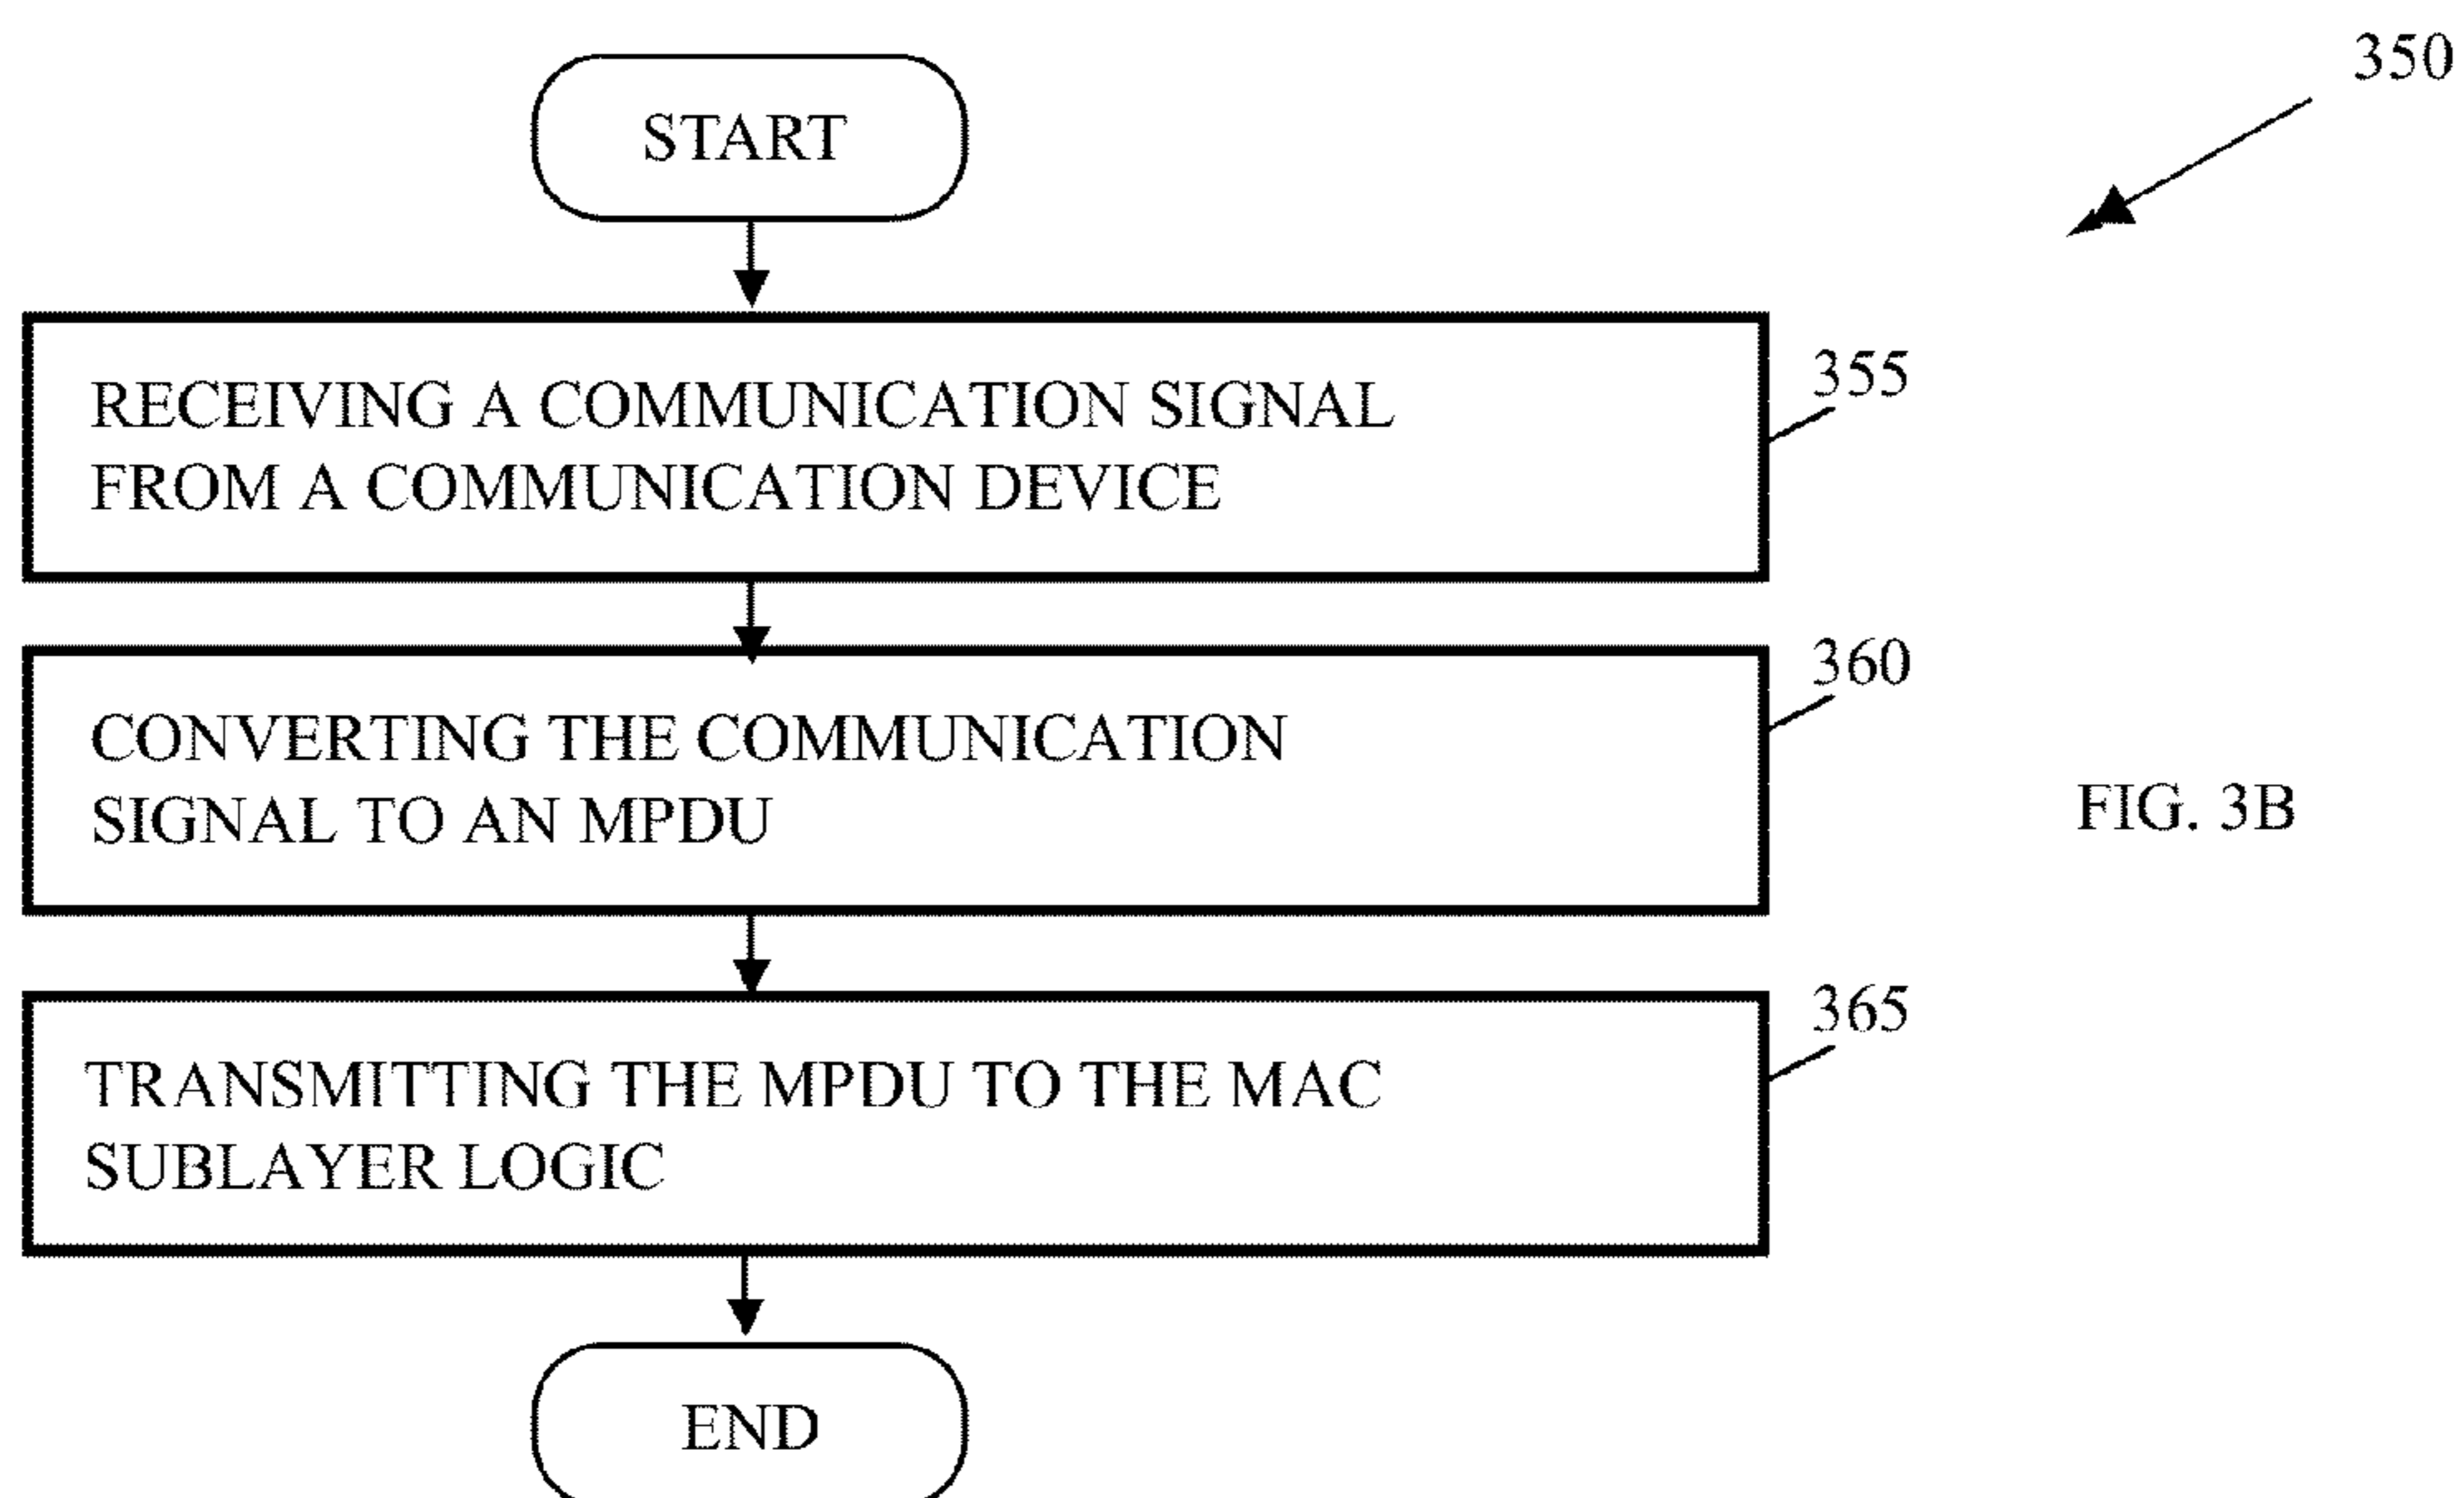 350
START
RECEIVING A COMMUNICATION SIGNAL
FROM A COMMUNICATION DEVICE
355
CONVERTING THE COMMUNICATION
SIGNAL TO AN MPDU
360
FIG. 3B
TRANSMITTING THE MPDU TO THE MAC
SUBLAYER LOGIC
365
END